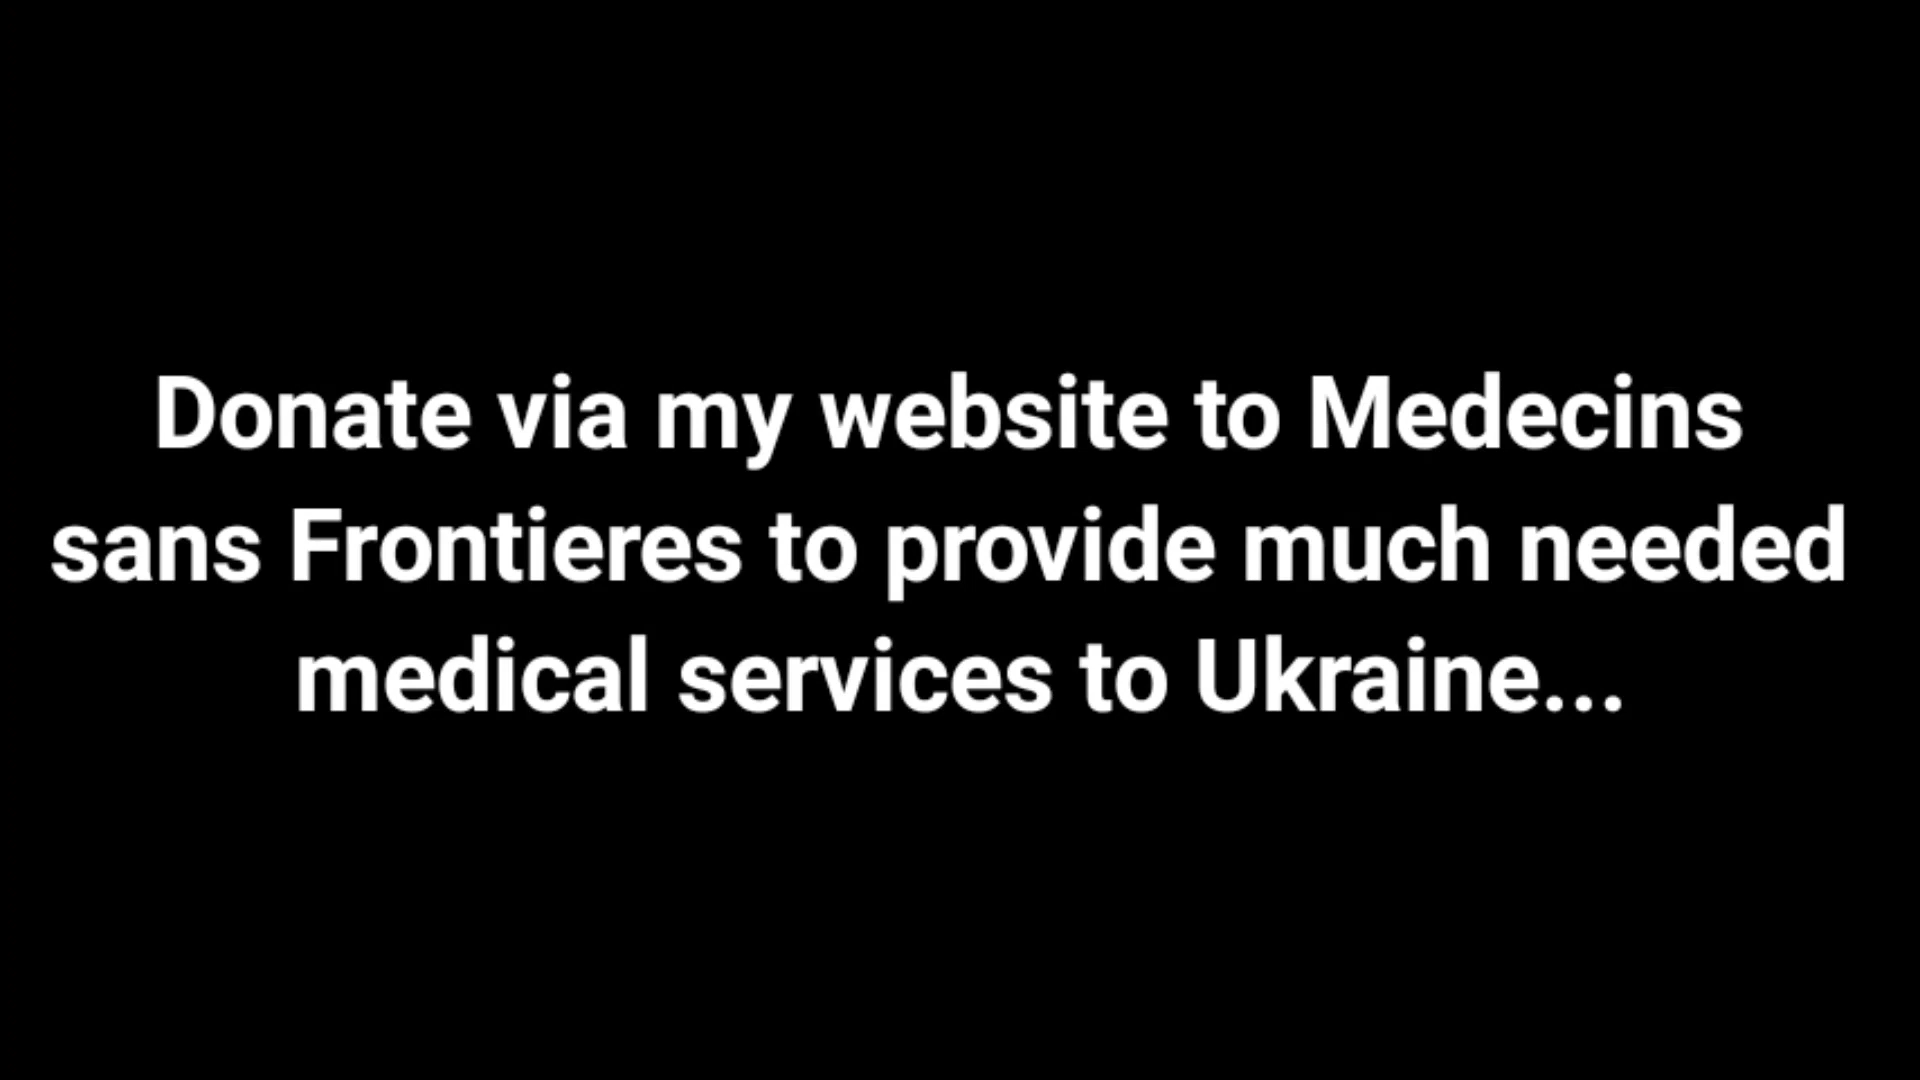 Donate via my website to Medecins
sans Frontieres to provide much needed
medical services to Ukraine...